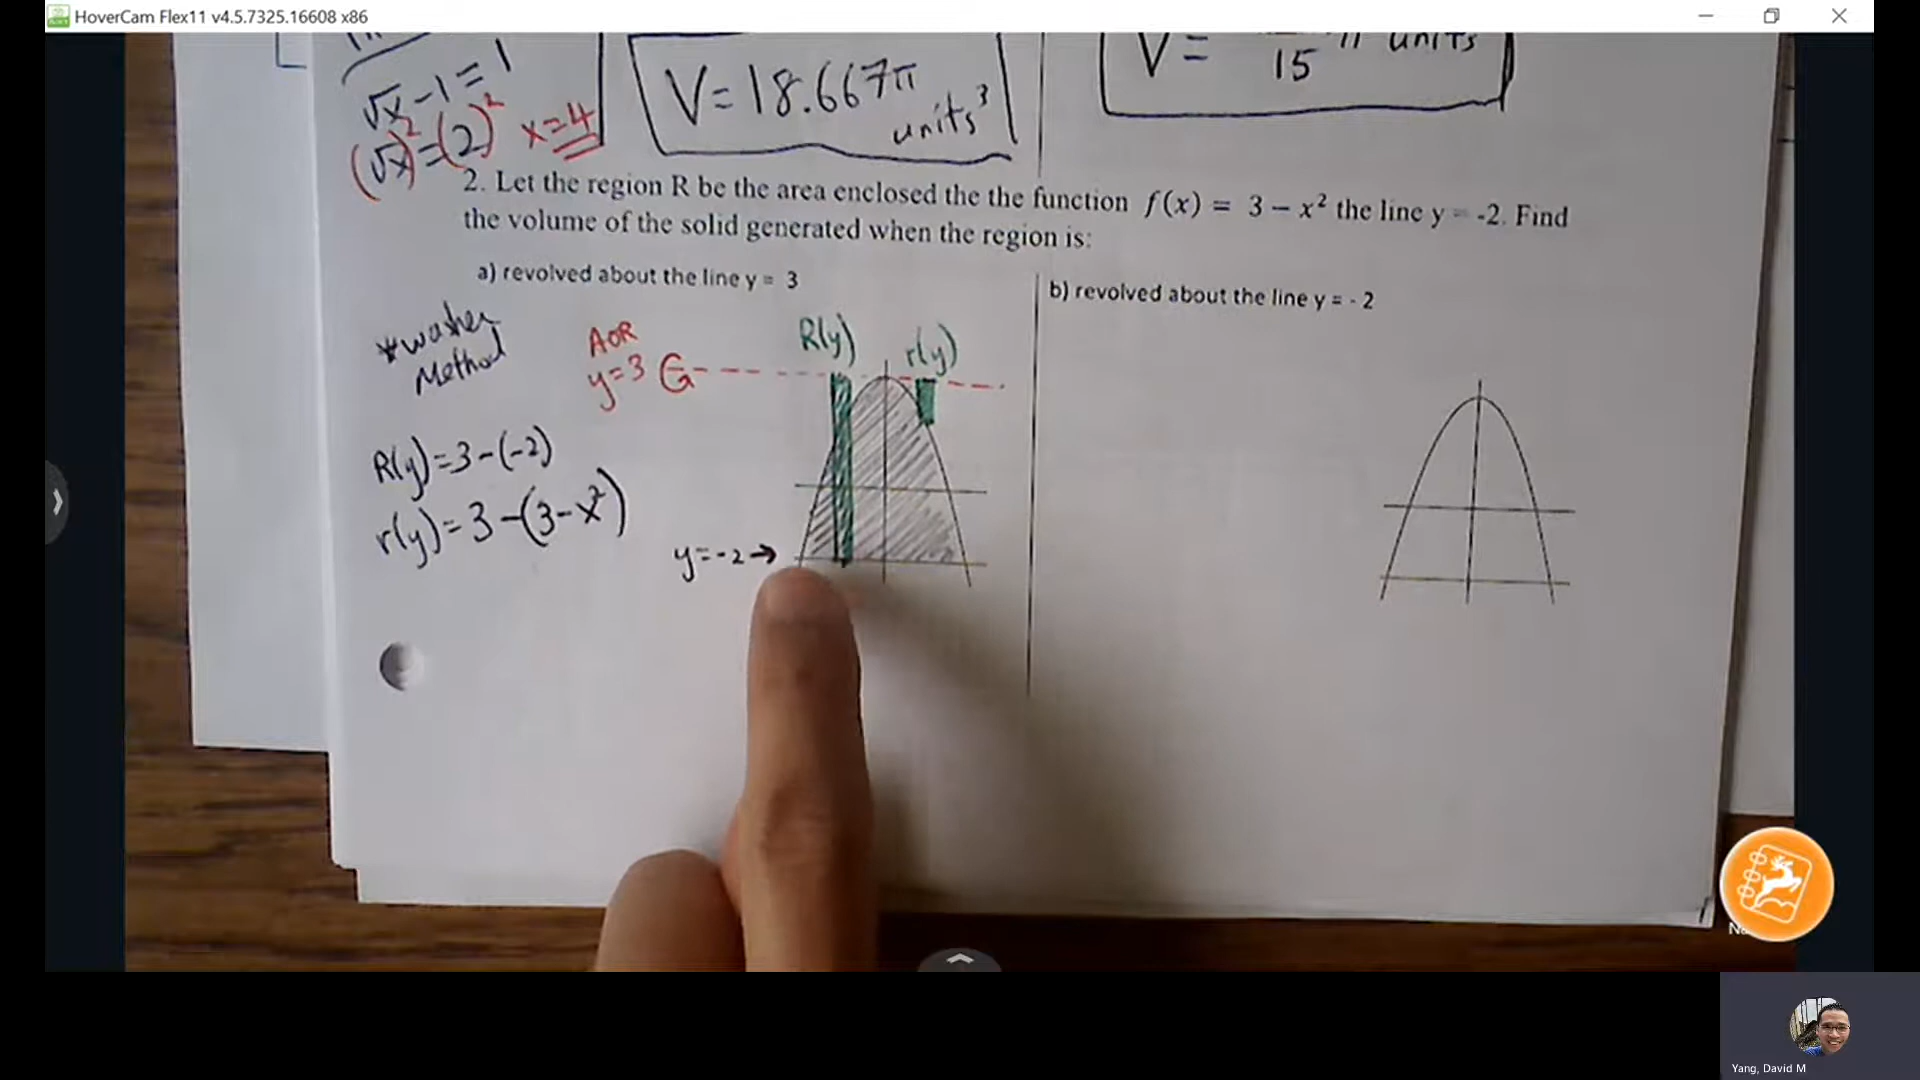 HoverCam Flex11 v4.5.7325.16608 x86
√x - 1 = 1
(√x)² = (2)² x=4
V = 18.667π
units³
V = 15 π units
2. Let the region R be the area enclosed the the function f(x) = 3 − x² the line y = -2. Find
the volume of the solid generated when the region is:
a) revolved about the line y = 3
b) revolved about the line y = - 2
*washer
Method
AOR
y=3
R(y)
r(y)
R(y)=3-(-2)
r(y)=3-(3-x²)
y=-2→
Yang, David M